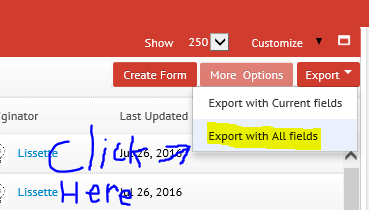 Show 250 Customize
Create Form More Options Export
Export with Current fields
ginator Last Updated
Export with All fields
Click
Lissette Jul 26, 2016
Here
Lissette Jul 26, 2016